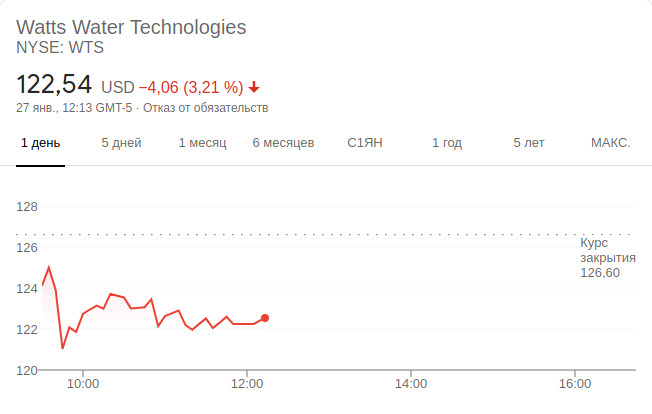 Watts Water Technologies
NYSE: WTS
122,54 USD −4,06 (3,21 %)
27 янв., 12:13 GMT-5 · Отказ от обязательств
1 день 5 дней 1 месяц 6 месяцев С1ЯН 1 год 5 лет МАКС.
128
126
Курс
закрытия
126,60
124
122
120
10:00 12:00 14:00 16:00